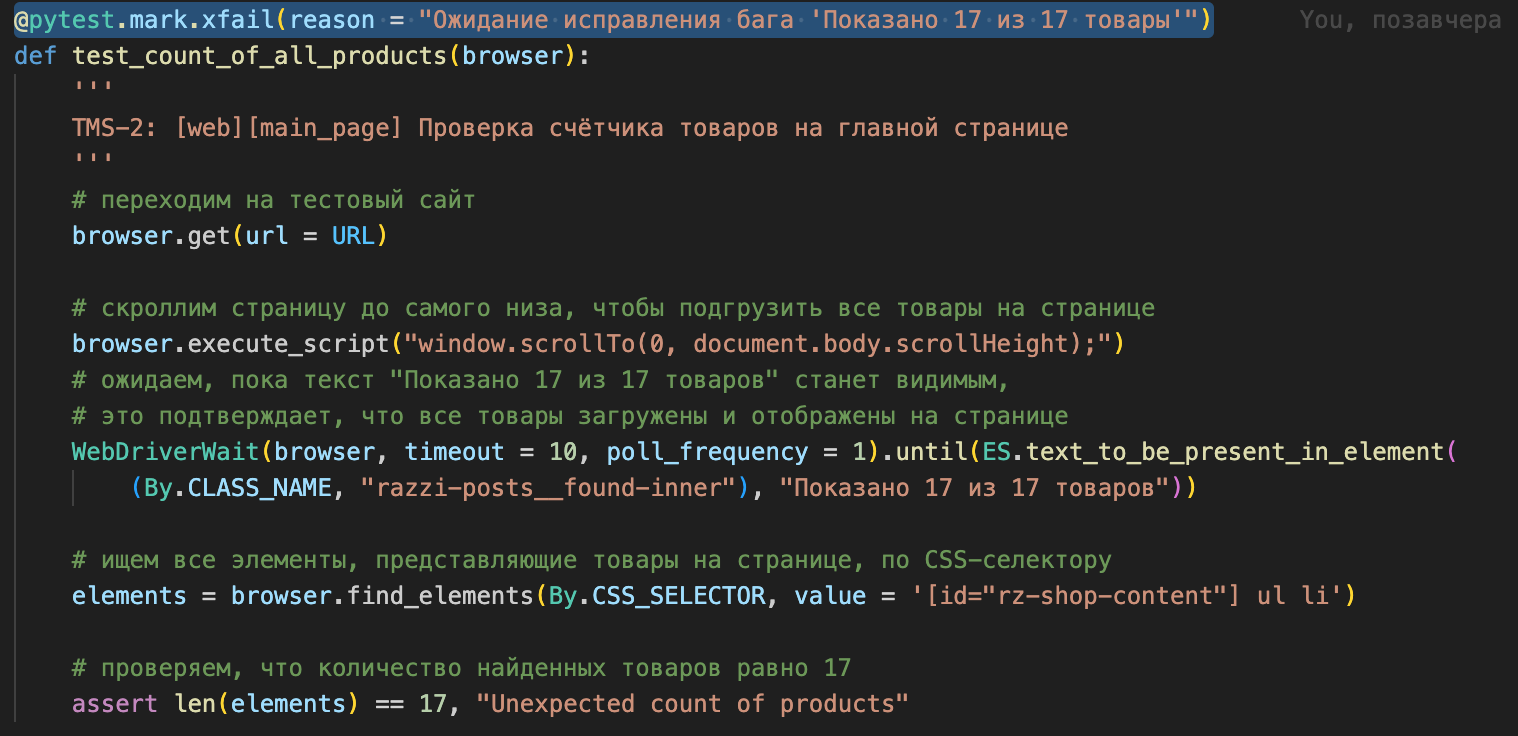 @pytest.mark.xfail(reason = "Ожидание исправления бага 'Показано 17 из 17 товары'") You, позавчера
def test_count_of_all_products(browser):
'''
TMS-2: [web][main_page] Проверка счётчика товаров на главной странице
'''
# переходим на тестовый сайт
browser.get(url = URL)
# скроллим страницу до самого низа, чтобы подгрузить все товары на странице
browser.execute_script("window.scrollTo(0, document.body.scrollHeight);")
# ожидаем, пока текст "Показано 17 из 17 товаров" станет видимым,
# это подтверждает, что все товары загружены и отображены на странице
WebDriverWait(browser, timeout = 10, poll_frequency = 1).until(ES.text_to_be_present_in_element(
(By.CLASS_NAME, "razzi-posts__found-inner"), "Показано 17 из 17 товаров"))
# ищем все элементы, представляющие товары на странице, по CSS-селектору
elements = browser.find_elements(By.CSS_SELECTOR, value = '[id="rz-shop-content"] ul li')
# проверяем, что количество найденных товаров равно 17
assert len(elements) == 17, "Unexpected count of products"